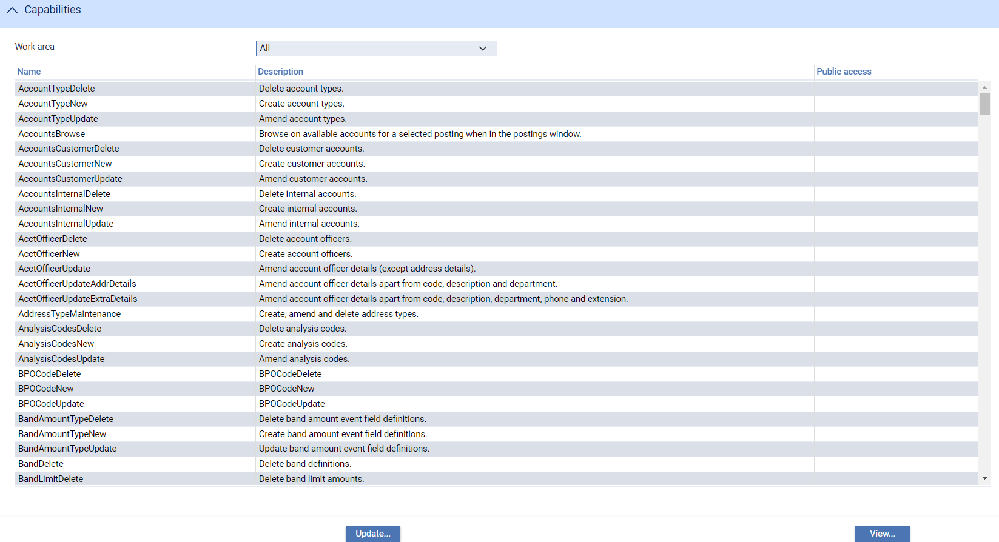 Capabilities
Work area All
Name Description Public access
AccountTypeDelete Delete account types.
AccountTypeNew Create account types.
AccountTypeUpdate Amend account types.
AccountsBrowse Browse on available accounts for a selected posting when in the postings window.
AccountsCustomerDelete Delete customer accounts.
AccountsCustomerNew Create customer accounts.
AccountsCustomerUpdate Amend customer accounts.
AccountsInternalDelete Delete internal accounts.
AccountsInternalNew Create internal accounts.
AccountsInternalUpdate Amend internal accounts.
AcctOfficerDelete Delete account officers.
AcctOfficerNew Create account officers.
AcctOfficerUpdate Amend account officer details (except address details).
AcctOfficerUpdateAddrDetails Amend account officer details apart from code, description and department.
AcctOfficerUpdateExtraDetails Amend account officer details apart from code, description, department, phone and extension.
AddressTypeMaintenance Create, amend and delete address types.
AnalysisCodesDelete Delete analysis codes.
AnalysisCodesNew Create analysis codes.
AnalysisCodesUpdate Amend analysis codes.
BPOCodeDelete BPOCodeDelete
BPOCodeNew BPOCodeNew
BPOCodeUpdate BPOCodeUpdate
BandAmountTypeDelete Delete band amount event field definitions.
BandAmountTypeNew Create band amount event field definitions.
BandAmountTypeUpdate Update band amount event field definitions.
BandDelete Delete band definitions.
BandLimitDelete Delete band limit amounts.
Update... View...